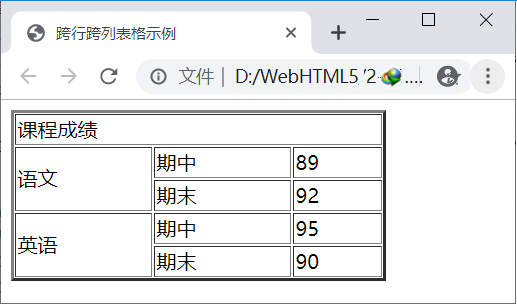 跨行跨列表格示例
文件 | D:/WebHTML5
课程成绩
语文 期中 89
期末 92
英语 期中 95
期末 90